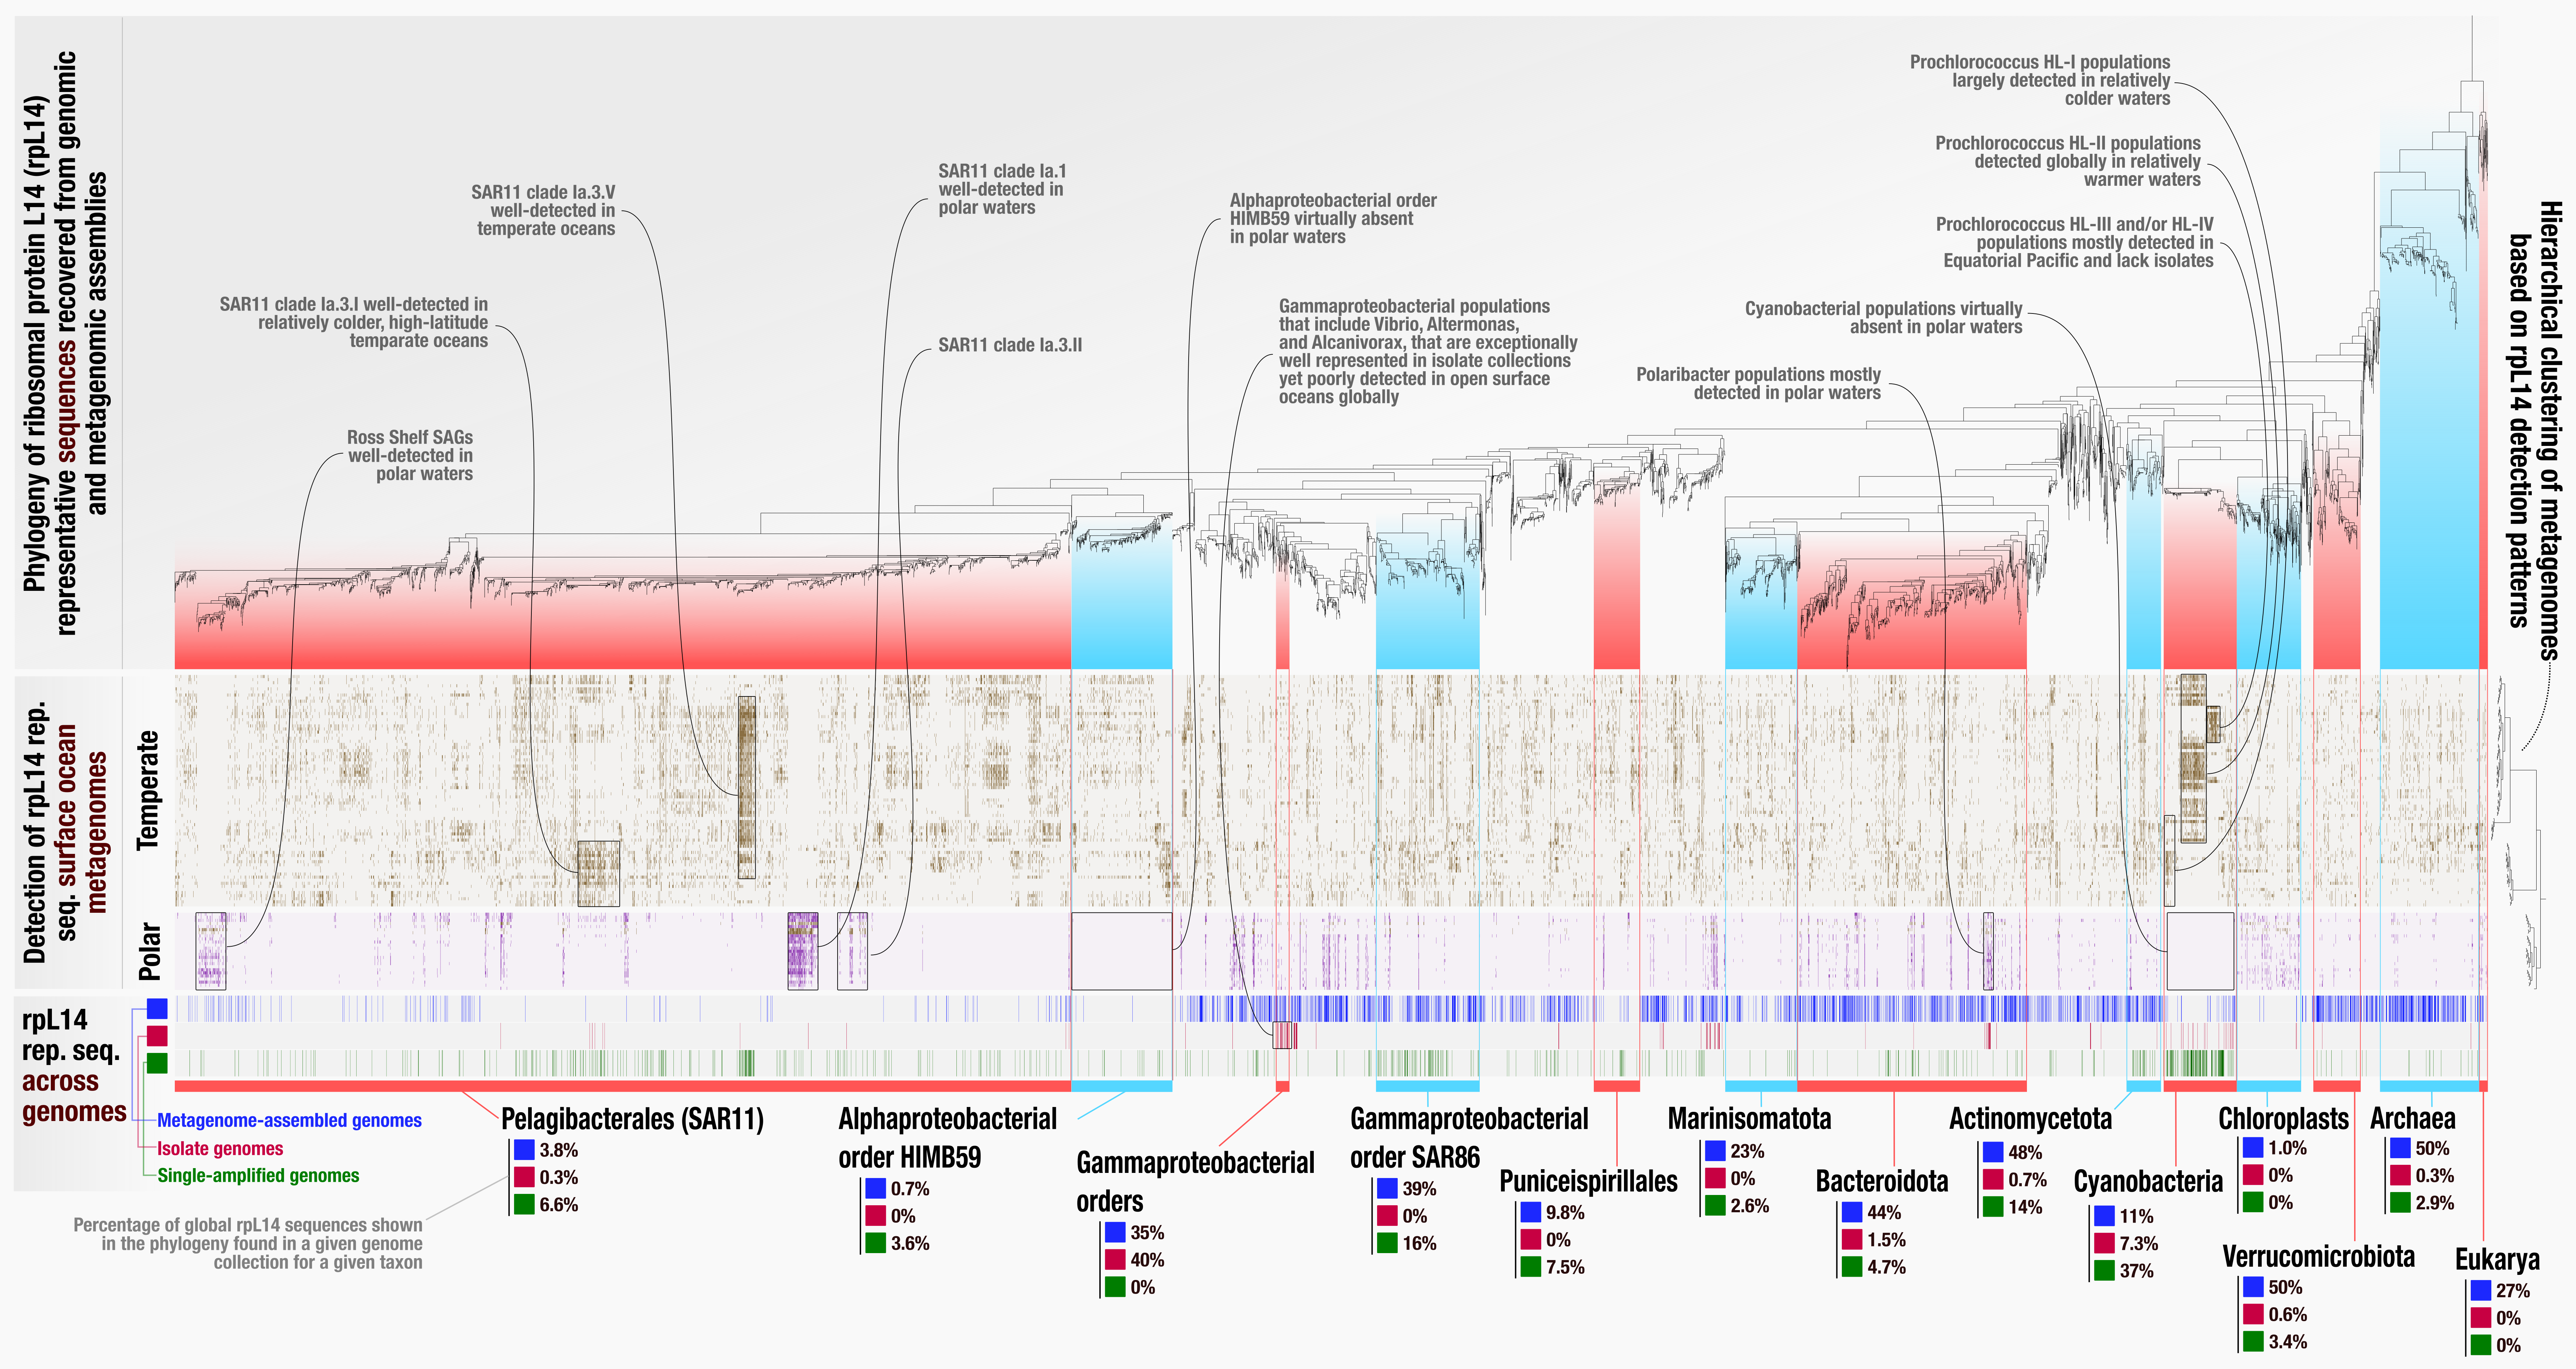 Phylogeny of ribosomal protein L14 (rpL14)
representative sequences recovered from genomic
and metagenomic assemblies
SAR11 clade Ia.3.V
well-detected in
temperate oceans
SAR11 clade Ia.3.I well-detected in
relatively colder, high-latitude
temparate oceans
Ross Shelf SAGs
well-detected in
polar waters
SAR11 clade Ia.1
well-detected in
polar waters
SAR11 clade Ia.3.II
Alphaproteobacterial order
HIMB59 virtually absent
in polar waters
Gammaproteobacterial populations
that include Vibrio, Altermonas,
and Alcanivorax, that are exceptionally
well represented in isolate collections
yet poorly detected in open surface
oceans globally
Prochlorococcus HL-I populations
largely detected in relatively
colder waters
Prochlorococcus HL-II populations
detected globally in relatively
warmer waters
Prochlorococcus HL-III and/or HL-IV
populations mostly detected in
Equatorial Pacific and lack isolates
Cyanobacterial populations virtually
absent in polar waters
Polaribacter populations mostly
detected in polar waters
Hierarchical clustering of metagenomes
based on rpL14 detection patterns
Detection of rpL14 rep.
seq. surface ocean
metagenomes
Temperate
Polar
rpL14
rep. seq.
across
genomes
Metagenome-assembled genomes
Isolate genomes
Single-amplified genomes
Percentage of global rpL14 sequences shown
in the phylogeny found in a given genome
collection for a given taxon
Pelagibacterales (SAR11)
3.8%
0.3%
6.6%
Alphaproteobacterial
order HIMB59
0.7%
0%
3.6%
Gammaproteobacterial
orders
35%
40%
0%
Gammaproteobacterial
order SAR86
39%
0%
16%
Puniceispirillales
9.8%
0%
7.5%
Marinisomatota
23%
0%
2.6%
Bacteroidota
44%
1.5%
4.7%
Actinomycetota
48%
0.7%
14%
Cyanobacteria
11%
7.3%
37%
Chloroplasts
1.0%
0%
0%
Verrucomicrobiota
50%
0.6%
3.4%
Archaea
50%
0.3%
2.9%
Eukarya
27%
0%
0%